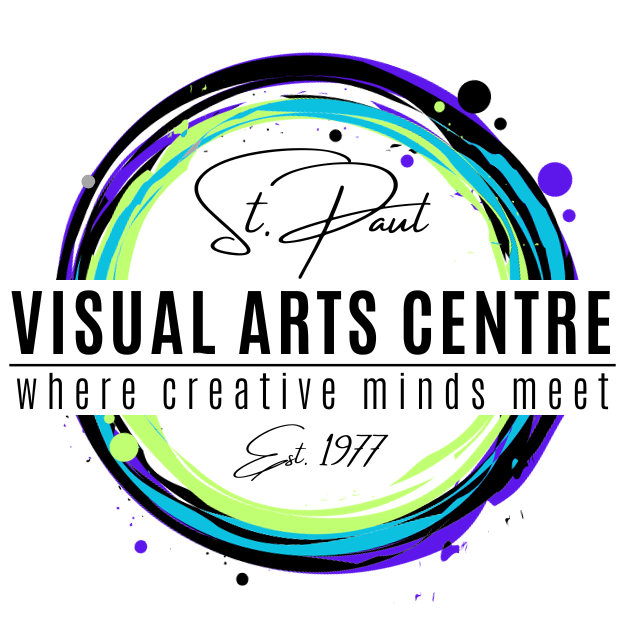 St. Paul
VISUAL ARTS CENTRE
where creative minds meet
Est. 1977